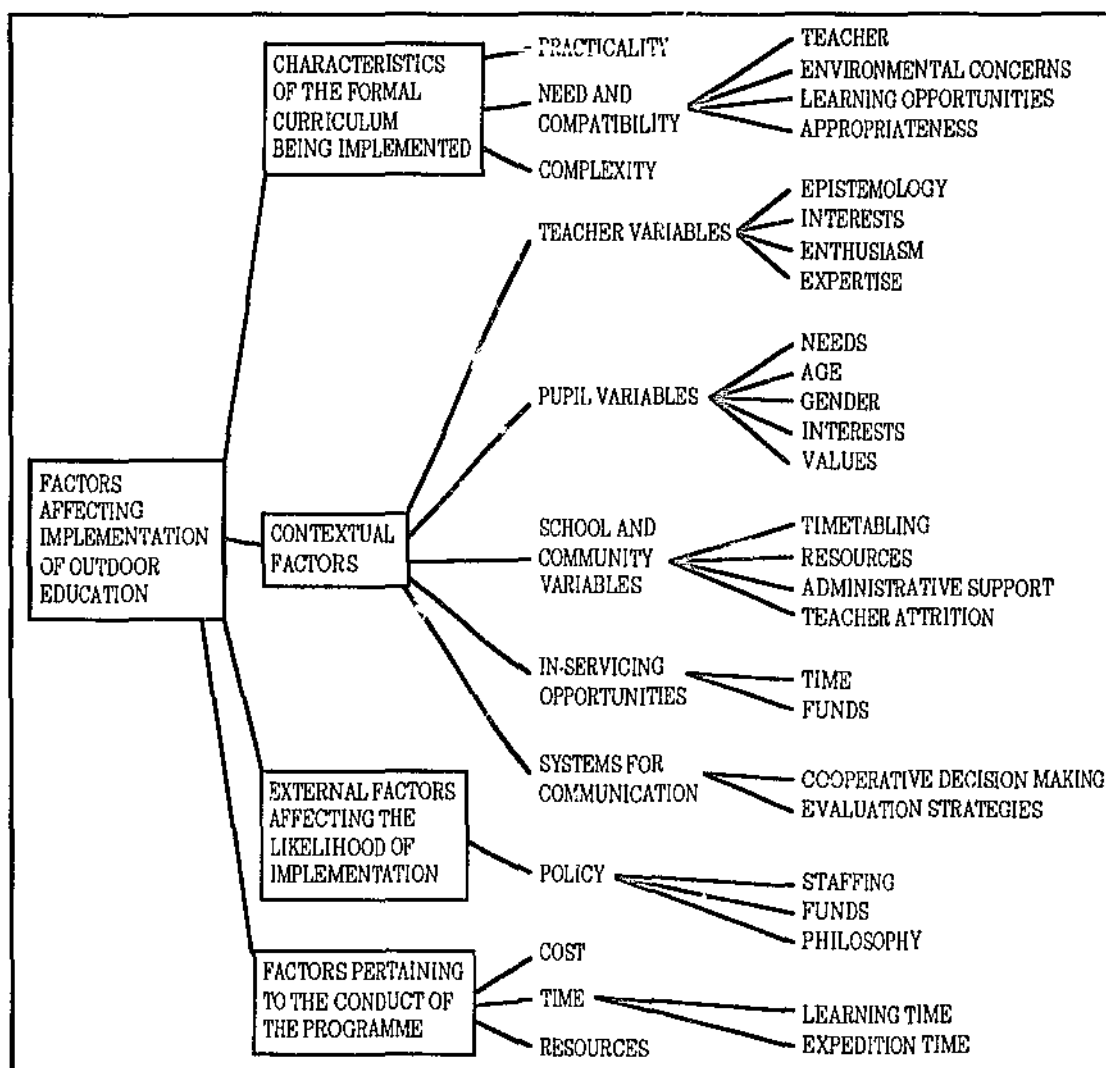 FACTORS
AFFECTING
IMPLEMENTATION
OF OUTDOOR
EDUCATION
CHARACTERISTICS
OF THE FORMAL
CURRICULUM
BEING IMPLEMENTED
PRACTICALITY
NEED AND
COMPATIBILITY
TEACHER
ENVIRONMENTAL CONCERNS
LEARNING OPPORTUNITIES
APPROPRIATENESS
COMPLEXITY
CONTEXTUAL
FACTORS
TEACHER VARIABLES
EPISTEMOLOGY
INTERESTS
ENTHUSIASM
EXPERTISE
PUPIL VARIABLES
NEEDS
AGE
GENDER
INTERESTS
VALUES
SCHOOL AND
COMMUNITY
VARIABLES
TIMETABLING
RESOURCES
ADMINISTRATIVE SUPPORT
TEACHER ATTRITION
IN-SERVICING
OPPORTUNITIES
TIME
FUNDS
SYSTEMS FOR
COMMUNICATION
COOPERATIVE DECISION MAKING
EVALUATION STRATEGIES
EXTERNAL FACTORS
AFFECTING THE
LIKELIHOOD OF
IMPLEMENTATION
POLICY
STAFFING
FUNDS
PHILOSOPHY
FACTORS PERTAINING
TO THE CONDUCT OF
THE PROGRAMME
COST
TIME
LEARNING TIME
EXPEDITION TIME
RESOURCES